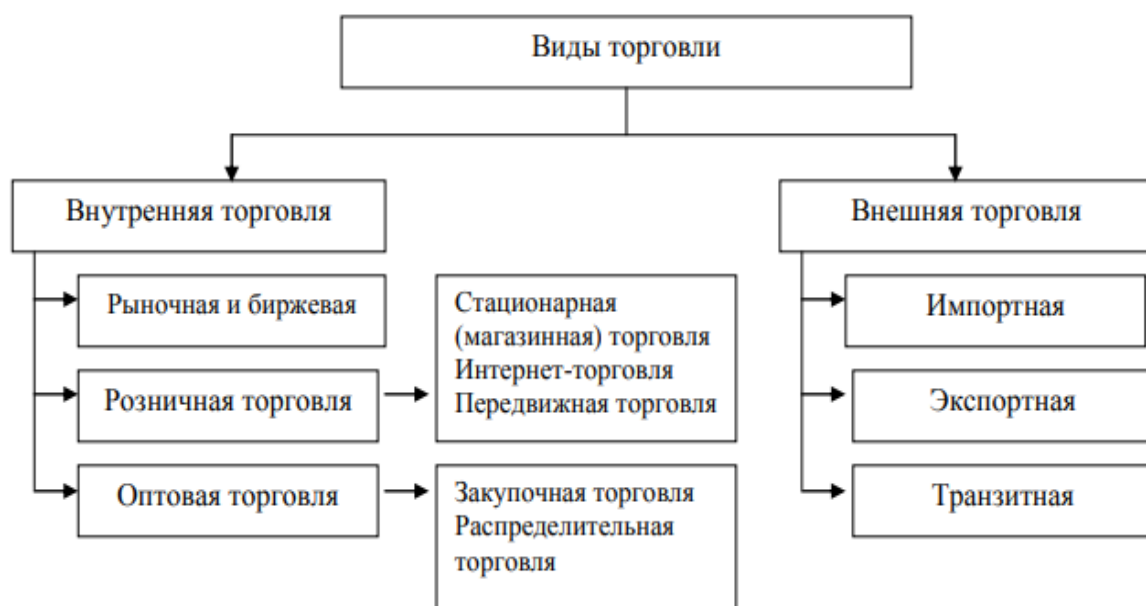 Виды торговли
Внутренняя торговля
Внешняя торговля
Рыночная и биржевая
Стационарная
(магазинная) торговля
Интернет-торговля
Передвижная торговля
Импортная
Розничная торговля
Экспортная
Оптовая торговля
Закупочная торговля
Распределительная
торговля
Транзитная